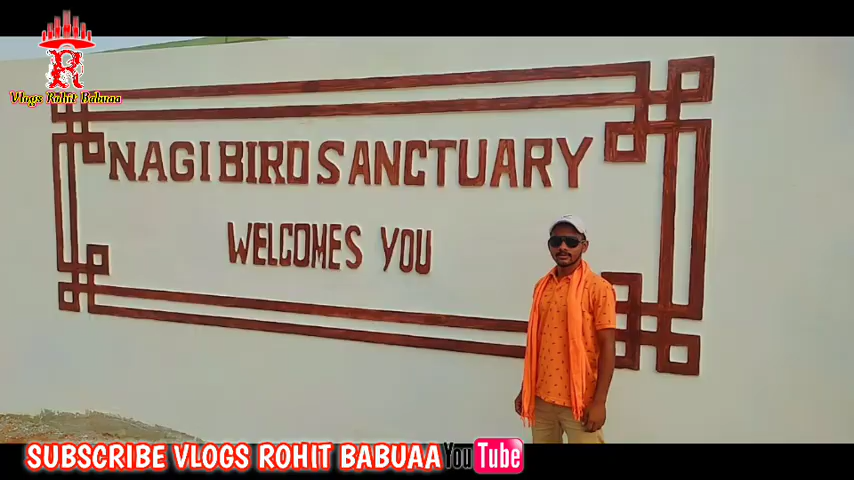 R
Vlogs Rohit Babuaa
NAGI BIRD SANCTUARY
WELCOMES YOU
SUBSCRIBE VLOGS ROHIT BABUAA YouTube